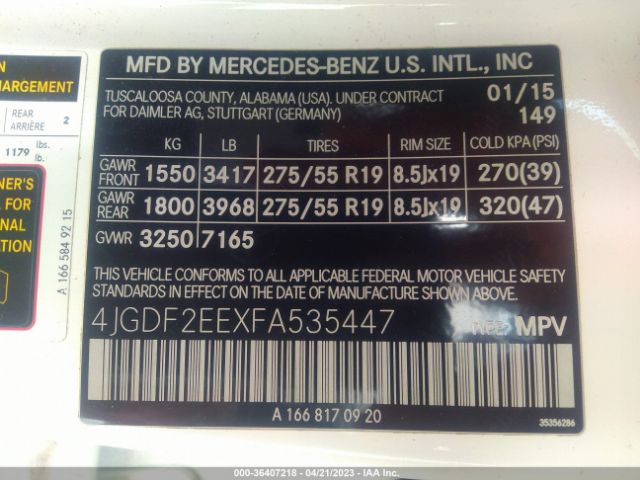 N
HARGEMENT
REAR
ARRIÈRE 2
1179 lbs.
lb.
NER'S
FOR
ONAL
ION
A 166 584 92 15
MFD BY MERCEDES-BENZ U.S. INTL., INC
TUSCALOOSA COUNTY, ALABAMA (USA). UNDER CONTRACT
FOR DAIMLER AG, STUTTGART (GERMANY)
01/15
149
KG LB TIRES RIM SIZE COLD KPA(PSI)
GAWR
FRONT 1550 3417 275/55 R19 8.5Jx19 270(39)
GAWR
REAR 1800 3968 275/55 R19 8.5Jx19 320(47)
GVWR 3250 7165
THIS VEHICLE CONFORMS TO ALL APPLICABLE FEDERAL MOTOR VEHICLE SAFETY
STANDARDS IN EFFECT ON THE DATE OF MANUFACTURE SHOWN ABOVE.
4JGDF2EEXFA535447 TYPE: MPV
A 166 817 09 20
35356286
000-36407218 - 04/21/2023 - IAA Inc.